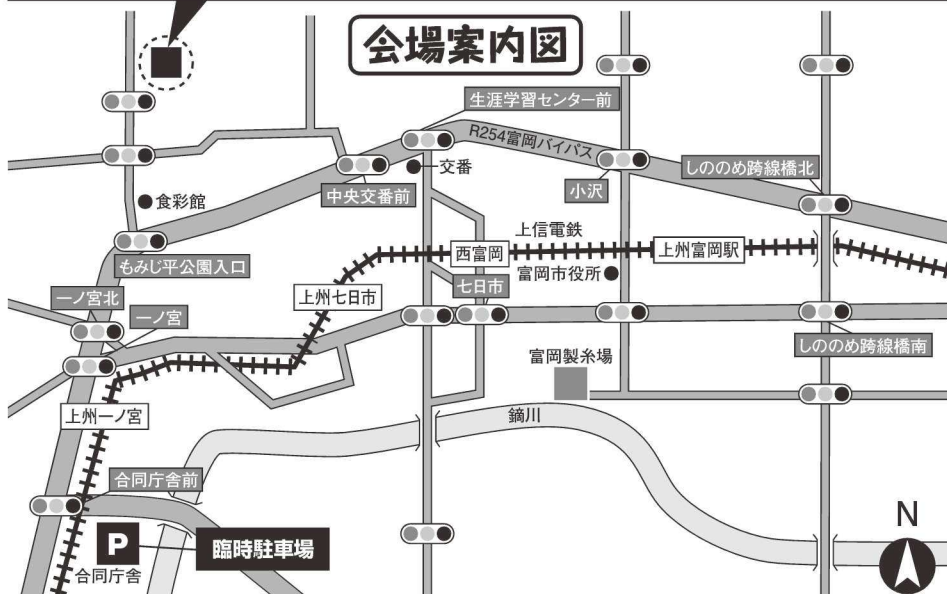 会場案内図
生涯学習センター前
R254富岡バイパス
交番
中央交番前
小沢
しののめ跨線橋北
食彩館
もみじ平公園入口
上信電鉄
西富岡
上州富岡駅
富岡市役所
七日市
上州七日市
一ノ宮北
一ノ宮
しののめ跨線橋南
富岡製糸場
上州一ノ宮
鏑川
合同庁舎前
N
P
臨時駐車場
合同庁舎